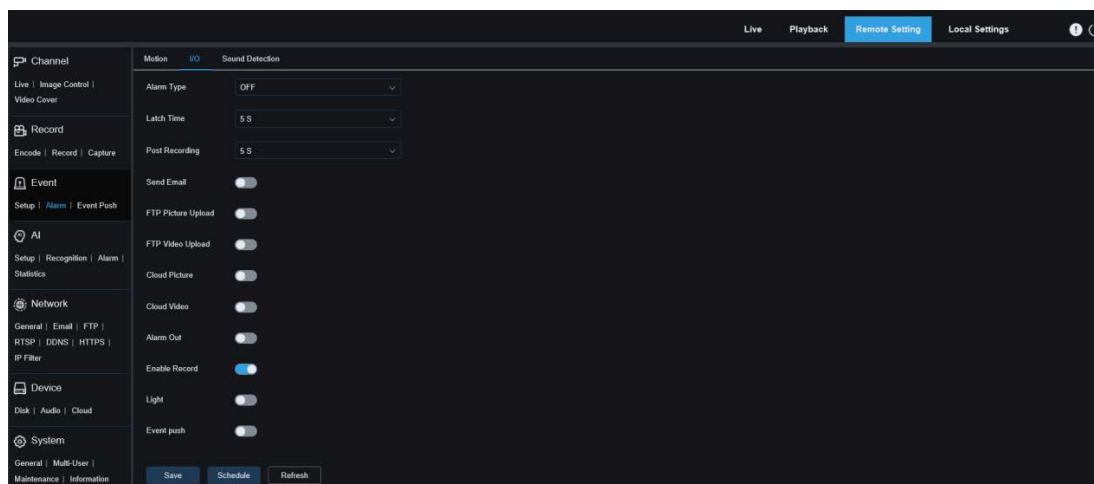 Live Playback Remote Setting Local Settings
Channel
Live | Image Control |
Video Cover
Record
Encode | Record | Capture
Event
Setup | Alarm | Event Push
AI
Setup | Recognition | Alarm |
Statistics
Network
General | Email | FTP |
RTSP | DDNS | HTTPS |
IP Filter
Device
Disk | Audio | Cloud
System
General | Multi-User |
Maintenance | Information
Motion I/O Sound Detection
Alarm Type OFF
Latch Time 5 S
Post Recording 5 S
Send Email
FTP Picture Upload
FTP Video Upload
Cloud Picture
Cloud Video
Alarm Out
Enable Record
Light
Event push
Save Schedule Refresh